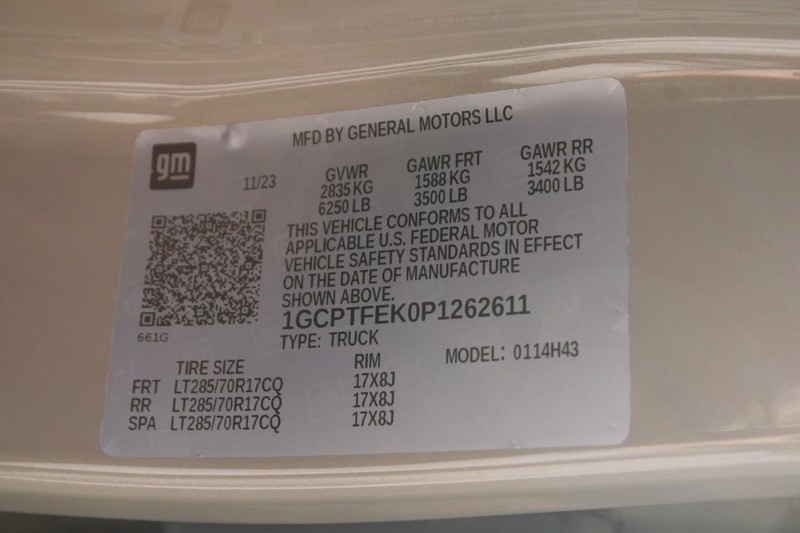 MFD BY GENERAL MOTORS LLC
gm
11/23
GVWR GAWR FRT GAWR RR
2835 KG 1588 KG 1542 KG
6250 LB 3500 LB 3400 LB
THIS VEHICLE CONFORMS TO ALL
APPLICABLE U.S. FEDERAL MOTOR
VEHICLE SAFETY STANDARDS IN EFFECT
ON THE DATE OF MANUFACTURE
SHOWN ABOVE.
1GCPTFEK0P1262611
661G
TYPE: TRUCK
MODEL: 0114H43
TIRE SIZE RIM
FRT LT285/70R17CQ 17X8J
RR LT285/70R17CQ 17X8J
SPA LT285/70R17CQ 17X8J